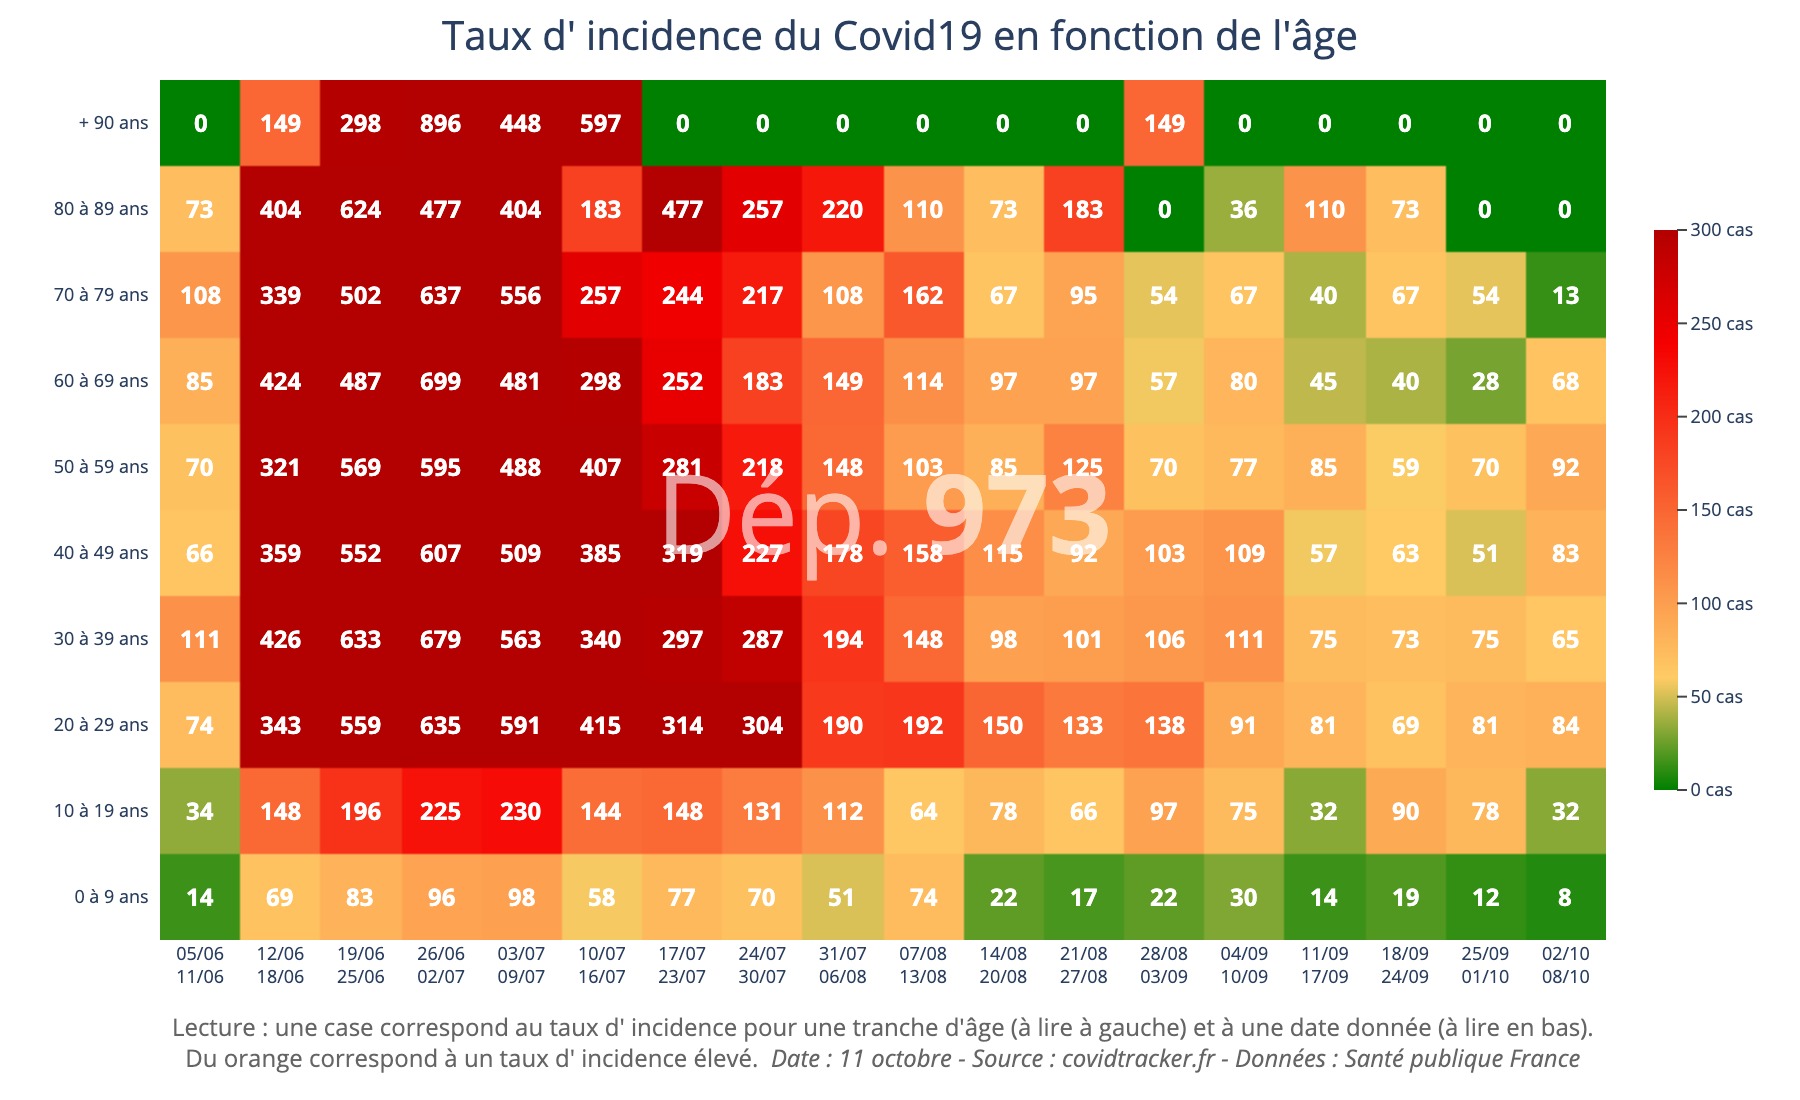 Taux d' incidence du Covid19 en fonction de l'âge
+ 90 ans 0 149 298 896 448 597 0 0 0 0 0 0 149 0 0 0 0 0
80 à 89 ans 73 404 624 477 404 183 477 257 220 110 73 183 0 36 110 73 0 0
300 cas
70 à 79 ans 108 339 502 637 556 257 244 217 108 162 67 95 54 67 40 67 54 13
250 cas
60 à 69 ans 85 424 487 699 481 298 252 183 149 114 97 97 57 80 45 40 28 68
200 cas
50 à 59 ans 70 321 569 595 488 407 281 218 148 103 85 125 70 77 85 59 70 92
Dép. 973
150 cas
40 à 49 ans 66 359 552 607 509 385 319 227 178 158 115 92 103 109 57 63 51 83
100 cas
30 à 39 ans 111 426 633 679 563 340 297 287 194 148 98 101 106 111 75 73 75 65
50 cas
20 à 29 ans 74 343 559 635 591 415 314 304 190 192 150 133 138 91 81 69 81 84
0 cas
10 à 19 ans 34 148 196 225 230 144 148 131 112 64 78 66 97 75 32 90 78 32
0 à 9 ans 14 69 83 96 98 58 77 70 51 74 22 17 22 30 14 19 12 8
05/06 12/06 19/06 26/06 03/07 10/07 17/07 24/07 31/07 07/08 14/08 21/08 28/08 04/09 11/09 18/09 25/09 02/10
11/06 18/06 25/06 02/07 09/07 16/07 23/07 30/07 06/08 13/08 20/08 27/08 03/09 10/09 17/09 24/09 01/10 08/10
Lecture : une case correspond au taux d' incidence pour une tranche d'âge (à lire à gauche) et à une date donnée (à lire en bas).
Du orange correspond à un taux d' incidence élevé. Date : 11 octobre - Source : covidtracker.fr - Données : Santé publique France